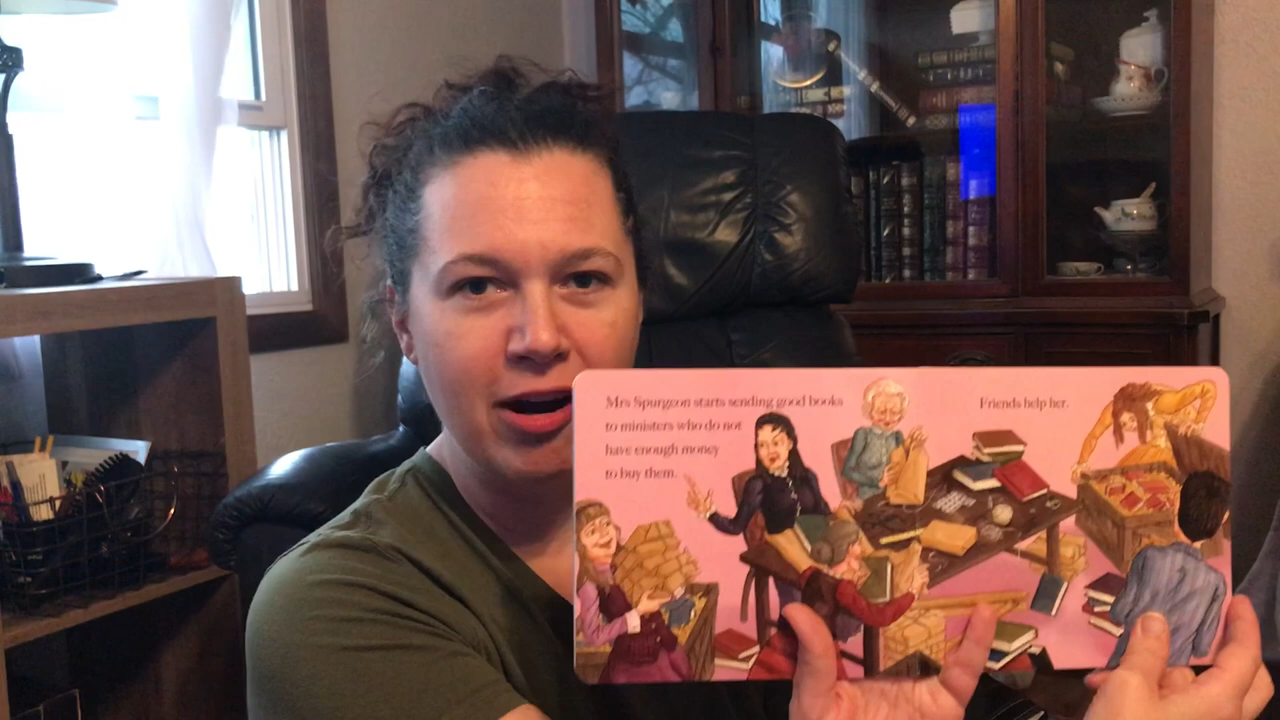 Mrs Spurgeon starts sending good books
to ministers who do not
have enough money
to buy them.
Friends help her.